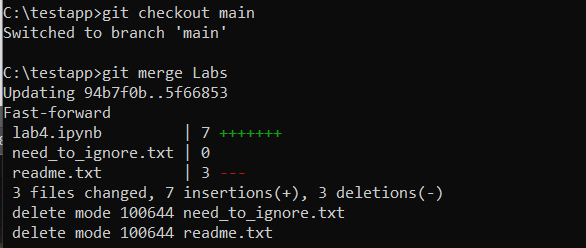 C:\testapp>git checkout main
Switched to branch 'main'
C:\testapp>git merge Labs
Updating 94b7f0b..5f66853
Fast-forward
 lab4.ipynb         | 7 +++++++
 need_to_ignore.txt | 0
 readme.txt         | 3 ---
 3 files changed, 7 insertions(+), 3 deletions(-)
 delete mode 100644 need_to_ignore.txt
 delete mode 100644 readme.txt